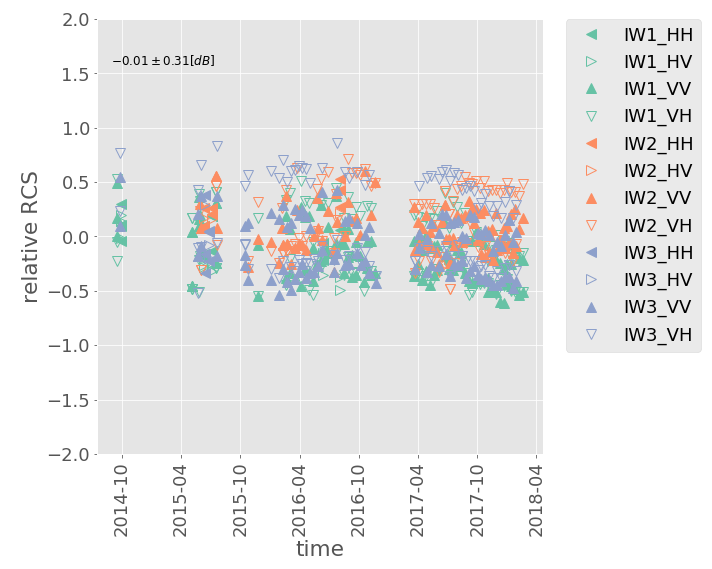 2.0
1.5
1.0
0.5
0.0
−0.5
−1.0
−1.5
−2.0
relative RCS
−0.01 ± 0.31[dB]
2014-10
2015-04
2015-10
2016-04
2016-10
2017-04
2017-10
2018-04
time
IW1_HH
IW1_HV
IW1_VV
IW1_VH
IW2_HH
IW2_HV
IW2_VV
IW2_VH
IW3_HH
IW3_HV
IW3_VV
IW3_VH